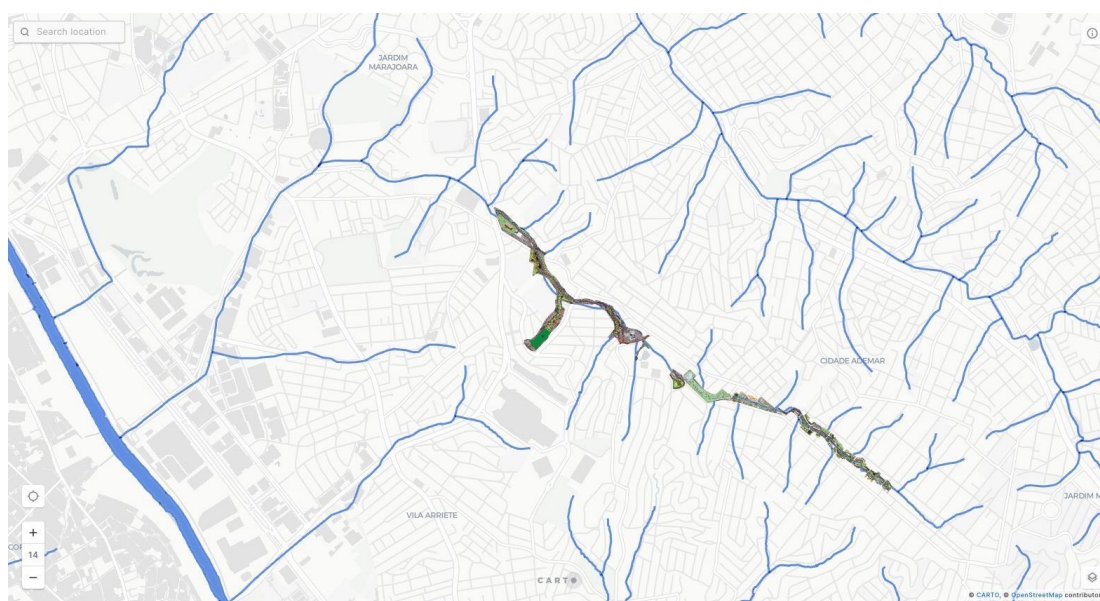 Search location
JARDIM
MARAJOARA
CIDADE ADEMAR
JARDIM M
VILA ARRIETE
+
14
−
CARTO
© CARTO, © OpenStreetMap contributor